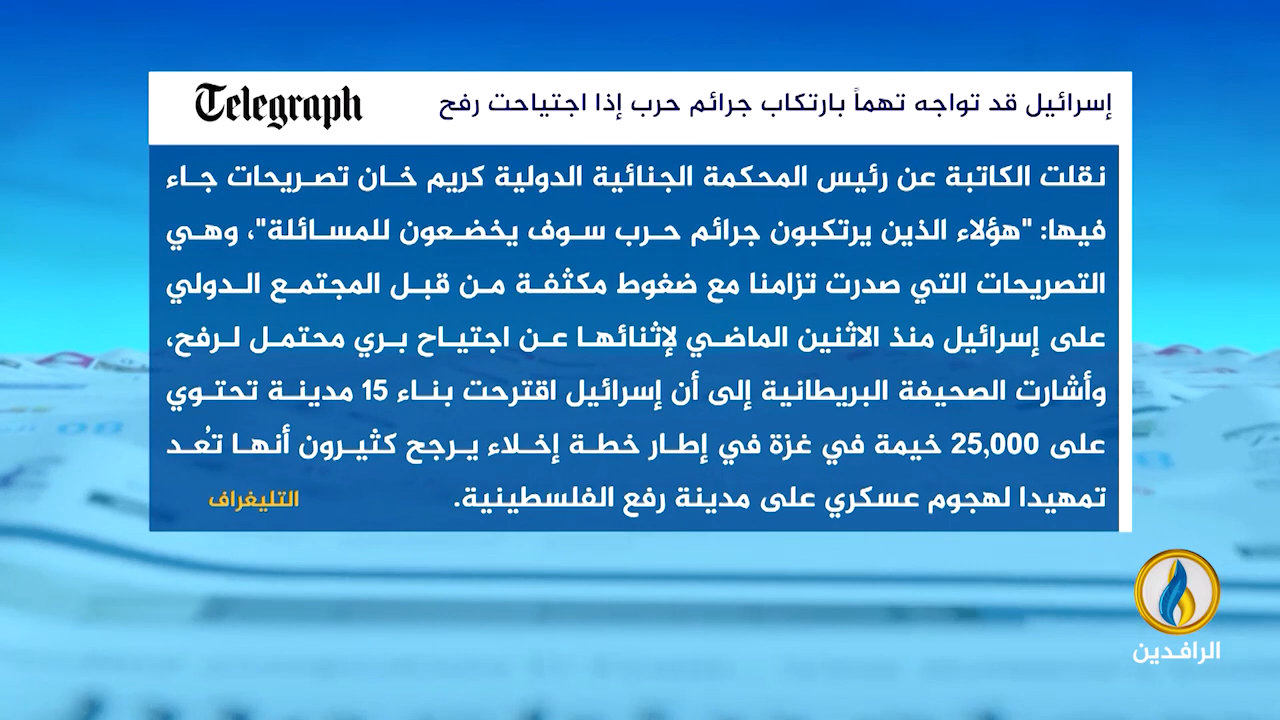 إسرائيل قد تواجه تهماً بارتكاب جرائم حرب إذا اجتياحت رفح
Telegraph
نقلت الكاتبة عن رئيس المحكمة الجنائية الدولية كريم خان تصريحات جاء
فيها: "هؤلاء الذين يرتكبون جرائم حرب سوف يخضعون للمسائلة"، وهي
التصريحات التي صدرت تزامنا مع ضغوط مكثفة من قبل المجتمع الدولي
على إسرائيل منذ الاثنين الماضي لإثنائها عن اجتياح بري محتمل لرفح،
وأشارت الصحيفة البريطانية إلى أن إسرائيل اقترحت بناء 15 مدينة تحتوي
على 25,000 خيمة في غزة في إطار خطة إخلاء يرجح كثيرون أنها تُعد
تمهيدا لهجوم عسكري على مدينة رفع الفلسطينية.
التليغراف
الرافدين